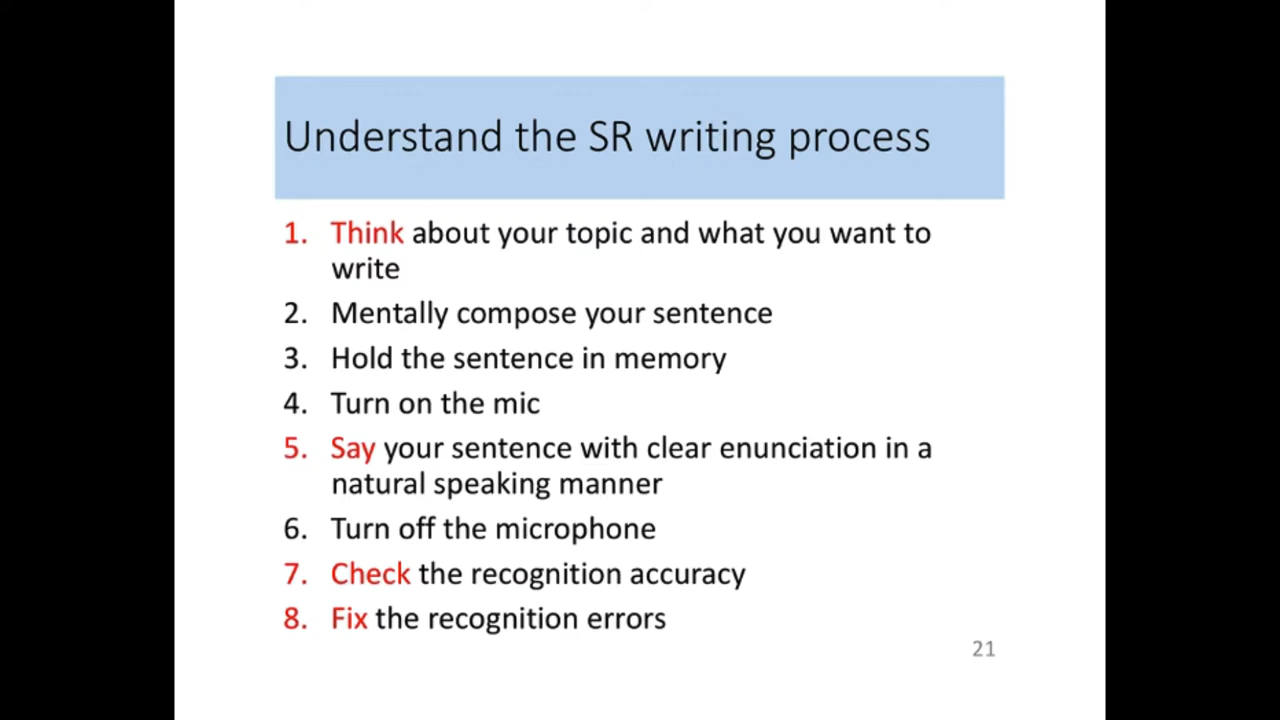 Understand the SR writing process
1. Think about your topic and what you want to
write
2. Mentally compose your sentence
3. Hold the sentence in memory
4. Turn on the mic
5. Say your sentence with clear enunciation in a
natural speaking manner
6. Turn off the microphone
7. Check the recognition accuracy
8. Fix the recognition errors
21